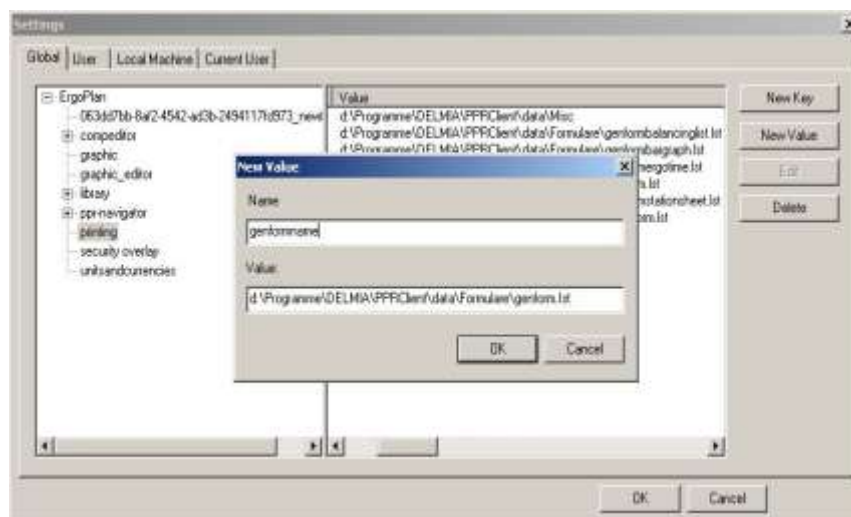 Settings
Global User Local Machine Current User
ErgoPlan
compeditor
graphic
graphic_editor
library
ppr-navigator
printing
security overlay
unitsandcurrencies
Value
d:\Programme\DELMIA\PPRClient\data\Misc
d:\Programme\DELMIA\PPRClient\data\Formulare\genformbalancinglist.lst
New Key
New Value
Edit
Delete
New Value
Name
genformname
Value:
d:\Programme\DELMIA\PPRClient\data\Formulare\genform.lst
OK Cancel
OK Cancel